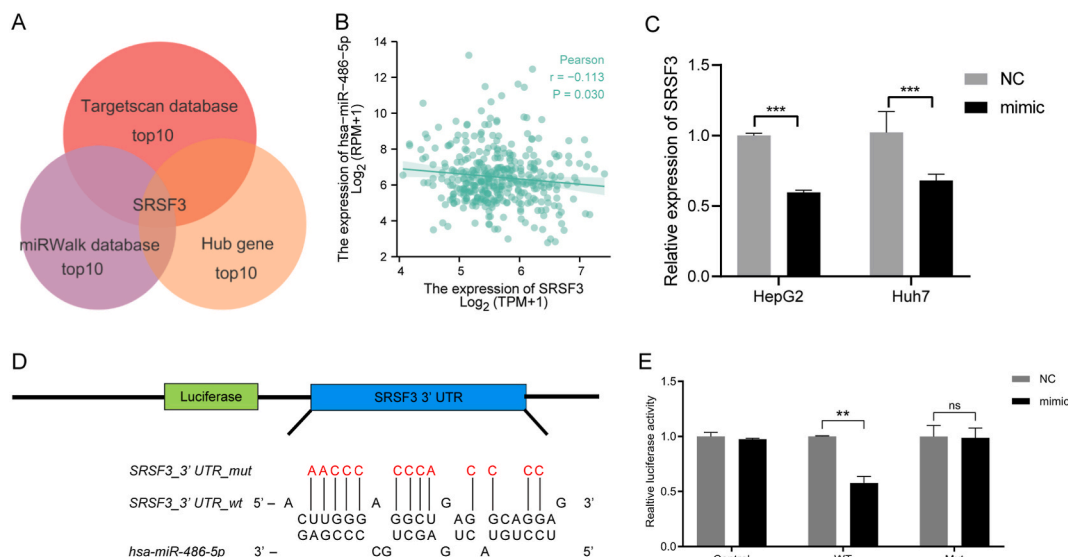 A
Targetscan database
top10
SRSF3
miRWalk database
top10
Hub gene
top10
B
The expression of hsa-miR-486-5p
Log2 (RPM+1)
14
12
10
8
6
4
2
Pearson
r = −0.113
P = 0.030
4
5
6
7
The expression of SRSF3
Log2 (TPM+1)
C
Relative expression of SRSF3
1.5
1.0
0.5
0.0
***
***
NC
mimic
HepG2
Huh7
D
Luciferase
SRSF3 3' UTR
SRSF3_3' UTR_mut AACCC CCCA C C CC
SRSF3_3' UTR_wt 5' – A A G G 3'
CUUGGG GGCU AG GCAGGA
GAGCCC UCGA UC UGUCCU
hsa-miR-486-5p 3' – CG G A 5'
E
Realtive luciferase activity
1.5
1.0
0.5
0.0
**
ns
NC
mimic
WT